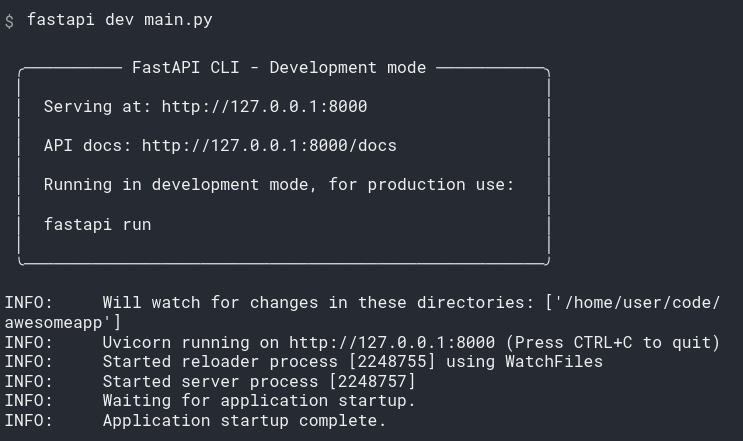 $ fastapi dev main.py
FastAPI CLI - Development mode
Serving at: http://127.0.0.1:8000
API docs: http://127.0.0.1:8000/docs
Running in development mode, for production use:
fastapi run
INFO:     Will watch for changes in these directories: ['/home/user/code/
awesomeapp']
INFO:     Uvicorn running on http://127.0.0.1:8000 (Press CTRL+C to quit)
INFO:     Started reloader process [2248755] using WatchFiles
INFO:     Started server process [2248757]
INFO:     Waiting for application startup.
INFO:     Application startup complete.